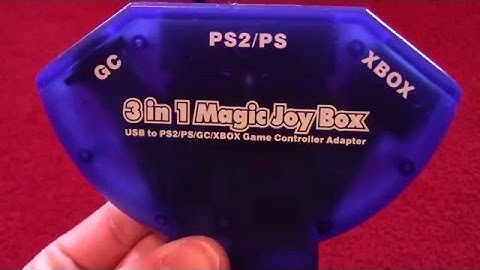 PS2/PS
GC
XBOX
3 in 1 Magic Joy Box
USB to PS2/PS/GC/XBOX Game Controller Adapter